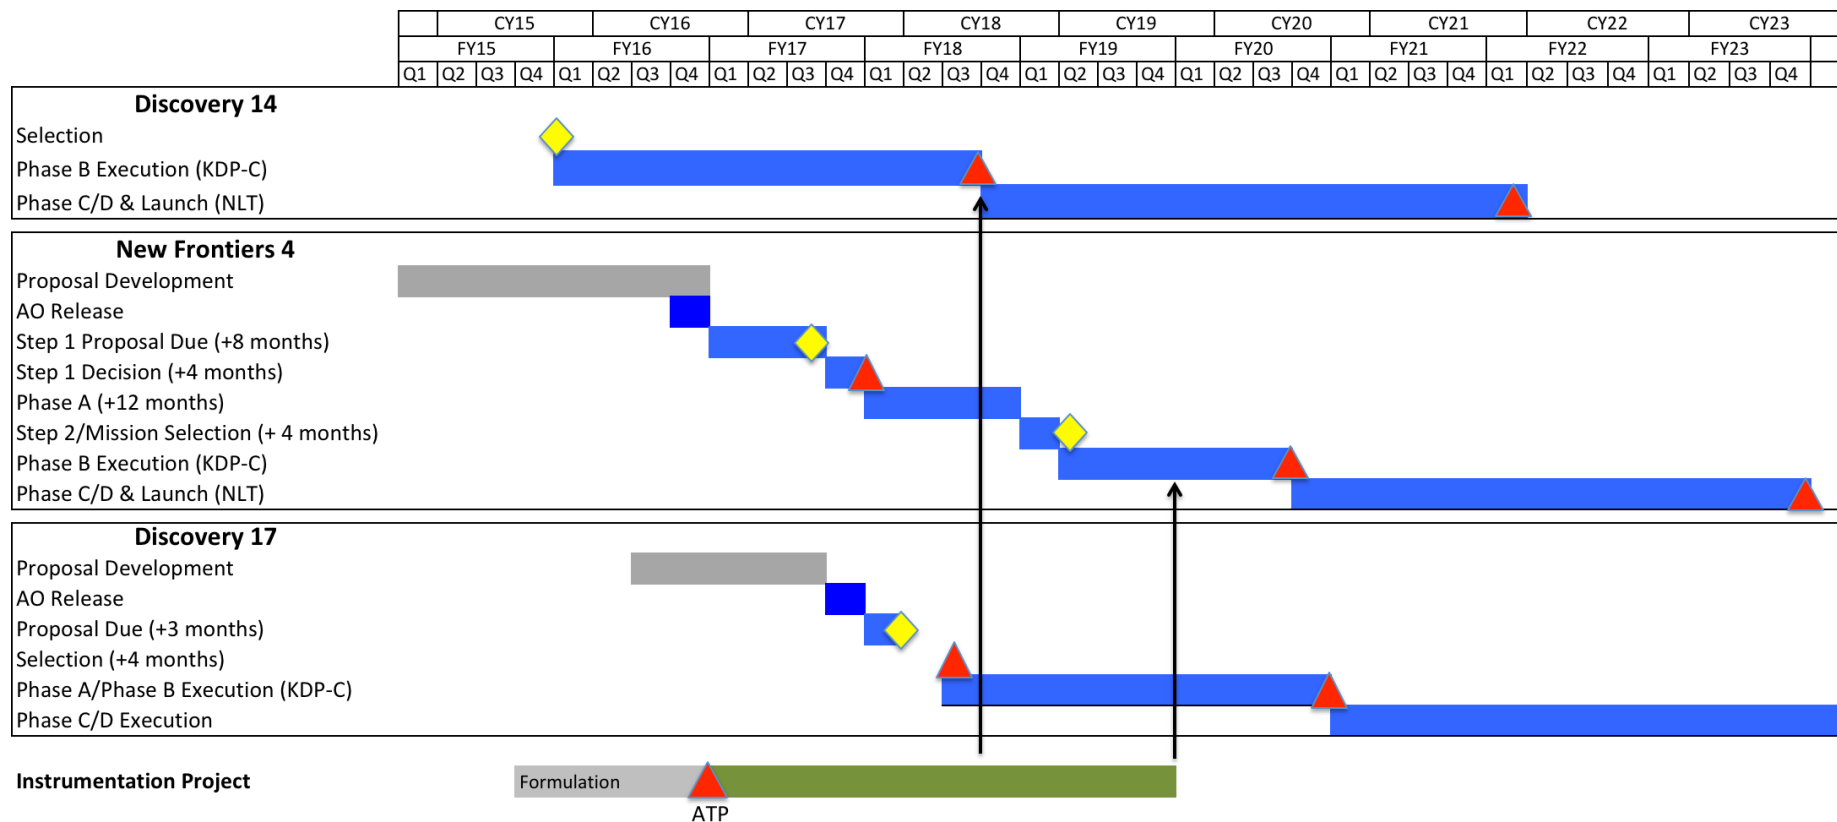 CY15 CY16 CY17 CY18 CY19 CY20 CY21 CY22 CY23
FY15 FY16 FY17 FY18 FY19 FY20 FY21 FY22 FY23
Q1 Q2 Q3 Q4 Q1 Q2 Q3 Q4 Q1 Q2 Q3 Q4 Q1 Q2 Q3 Q4 Q1 Q2 Q3 Q4 Q1 Q2 Q3 Q4 Q1 Q2 Q3 Q4 Q1 Q2 Q3 Q4 Q1 Q2 Q3 Q4
Discovery 14
Selection
Phase B Execution (KDP-C)
Phase C/D & Launch (NLT)
New Frontiers 4
Proposal Development
AO Release
Step 1 Proposal Due (+8 months)
Step 1 Decision (+4 months)
Phase A (+12 months)
Step 2/Mission Selection (+ 4 months)
Phase B Execution (KDP-C)
Phase C/D & Launch (NLT)
Discovery 17
Proposal Development
AO Release
Proposal Due (+3 months)
Selection (+4 months)
Phase A/Phase B Execution (KDP-C)
Phase C/D Execution
Instrumentation Project Formulation
ATP